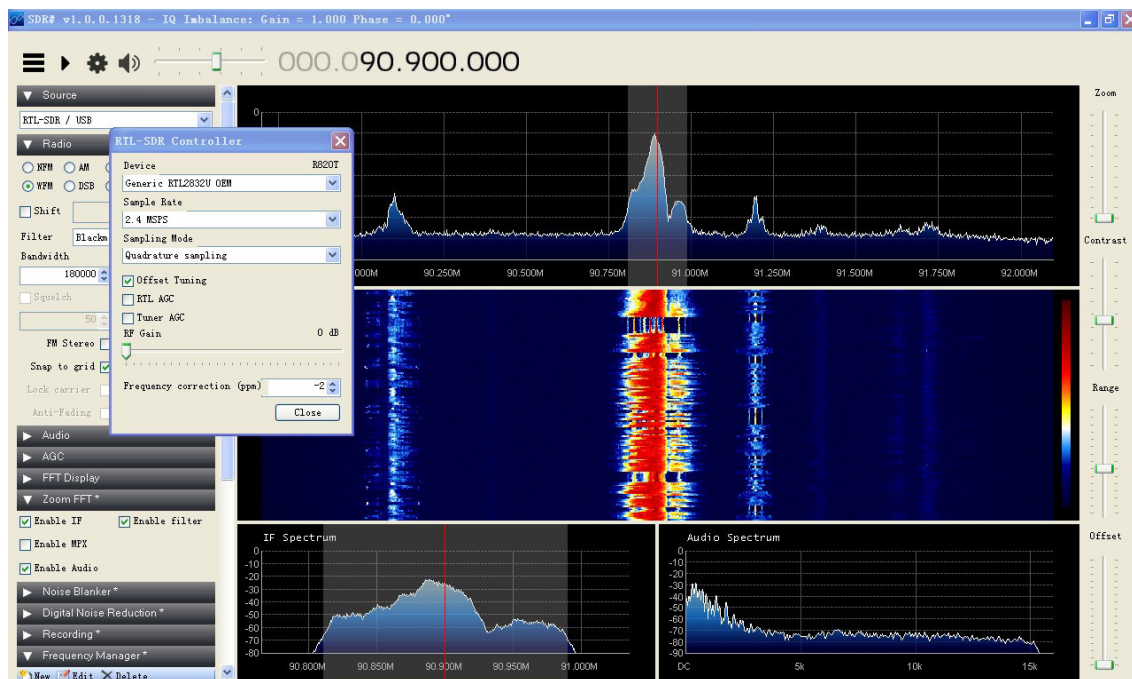 SDR# v1.0.0.1318 - IQ Imbalance: Gain = 1.000 Phase = 0.000°
000.090.900.000
Source
RTL-SDR / USB
Radio
NFM AM
WFM DSB
Shift
Filter Blackm
Bandwidth
180000
Squelch
50
FM Stereo
Snap to grid
Lock carrier
Anti-Fading
Audio
AGC
FFT Display
Zoom FFT *
Enable IF Enable filter
Enable MPX
Enable Audio
Noise Blanker *
Digital Noise Reduction *
Recording *
Frequency Manager *
New Edit Delete
RTL-SDR Controller
Device R820T
Generic RTL2832U OEM
Sample Rate
2.4 MSPS
Sampling Mode
Quadrature sampling
Offset Tuning
RTL AGC
Tuner AGC
RF Gain 0 dB
Frequency correction (ppm) -2
Close
0
000M 90.250M 90.500M 90.750M 91.000M 91.250M 91.500M 91.750M 92.000M
IF Spectrum
0
-10
-20
-30
-40
-50
-60
-70
-80
90.800M 90.850M 90.900M 90.950M 91.000M
Audio Spectrum
0
-10
-20
-30
-40
-50
-60
-70
-80
-90
DC 5k 10k 15k
Zoom
Contrast
Range
Offset